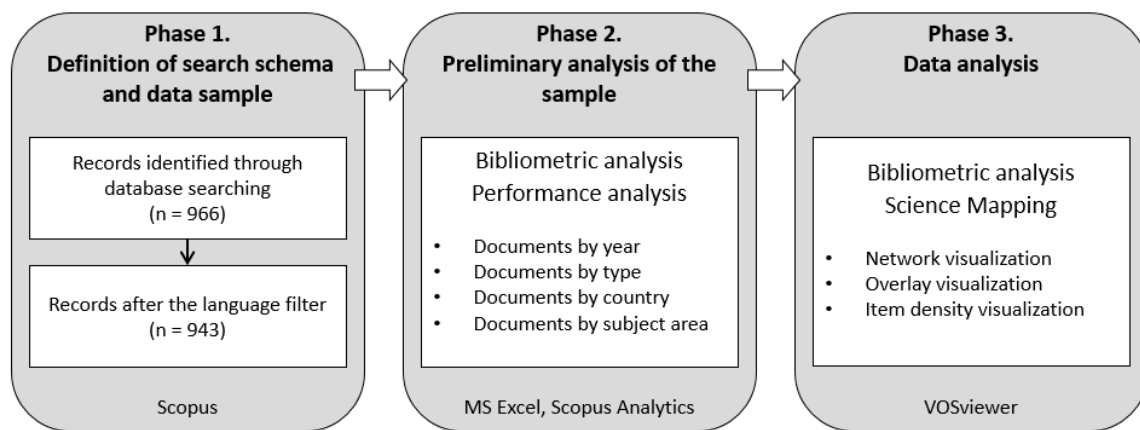 Phase 1.
Definition of search schema
and data sample
Records identified through
database searching
(n = 966)
Records after the language filter
(n = 943)
Scopus
Phase 2.
Preliminary analysis of the
sample
Bibliometric analysis
Performance analysis
• Documents by year
• Documents by type
• Documents by country
• Documents by subject area
MS Excel, Scopus Analytics
Phase 3.
Data analysis
Bibliometric analysis
Science Mapping
• Network visualization
• Overlay visualization
• Item density visualization
VOSviewer